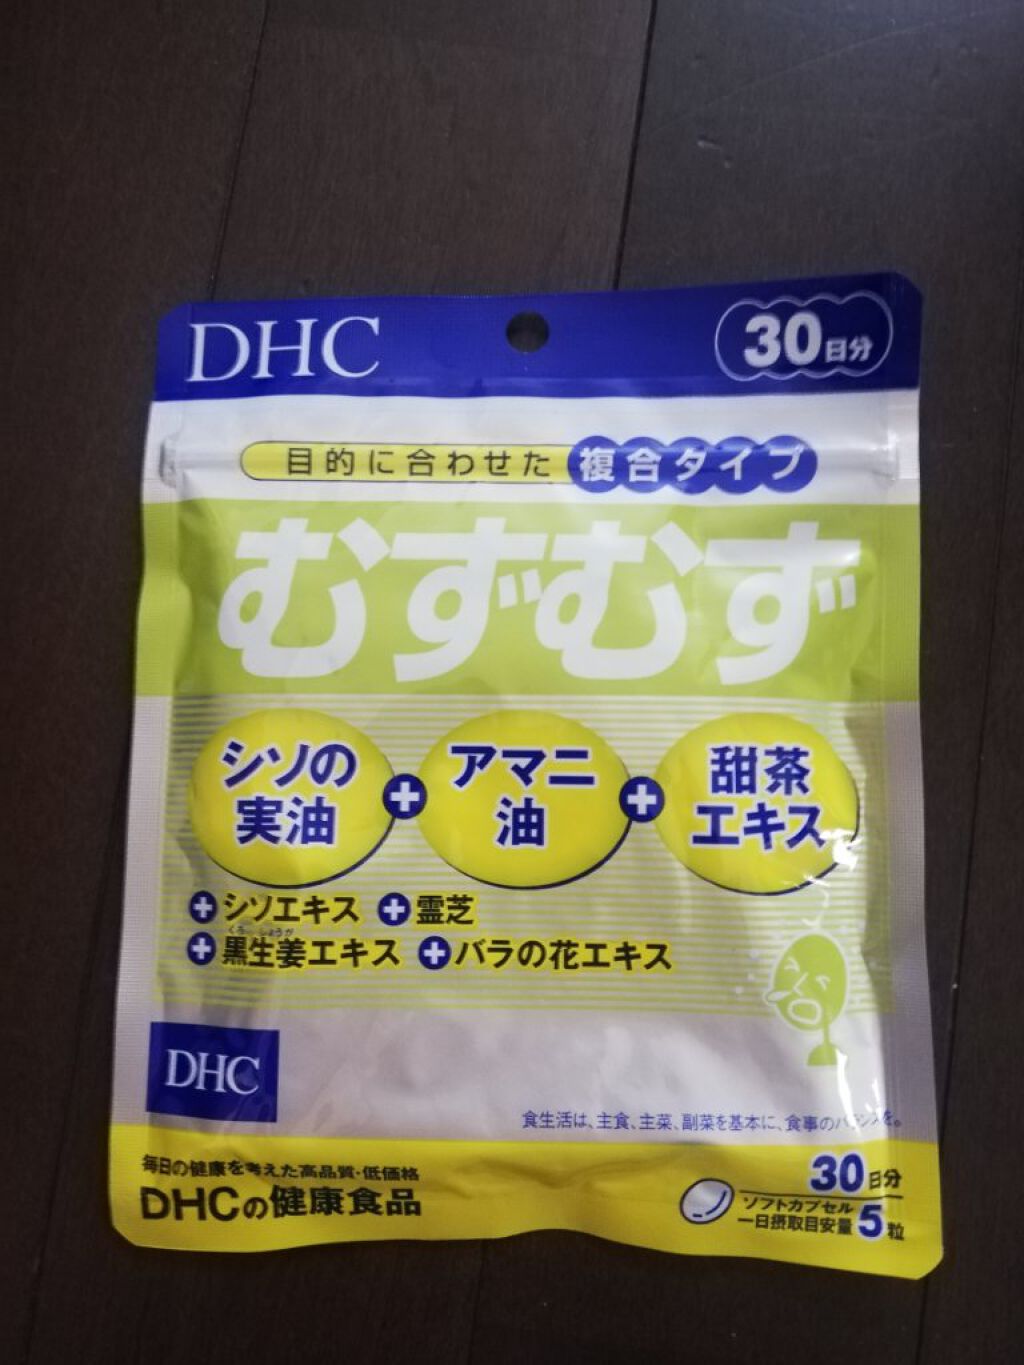 DHC
30日分
目的に合わせた 複合タイプ
むずむず
シソの
実油
+
アマニ
油
+
甜茶
エキス
+シソエキス +霊芝
くろしょうが
+黒生姜エキス +バラの花エキス
DHC
食生活は、主食、主菜、副菜を基本に、食事のバランスを。
毎日の健康を考えた高品質・低価格
DHCの健康食品
30日分
ソフトカプセル
一日摂取目安量 5粒